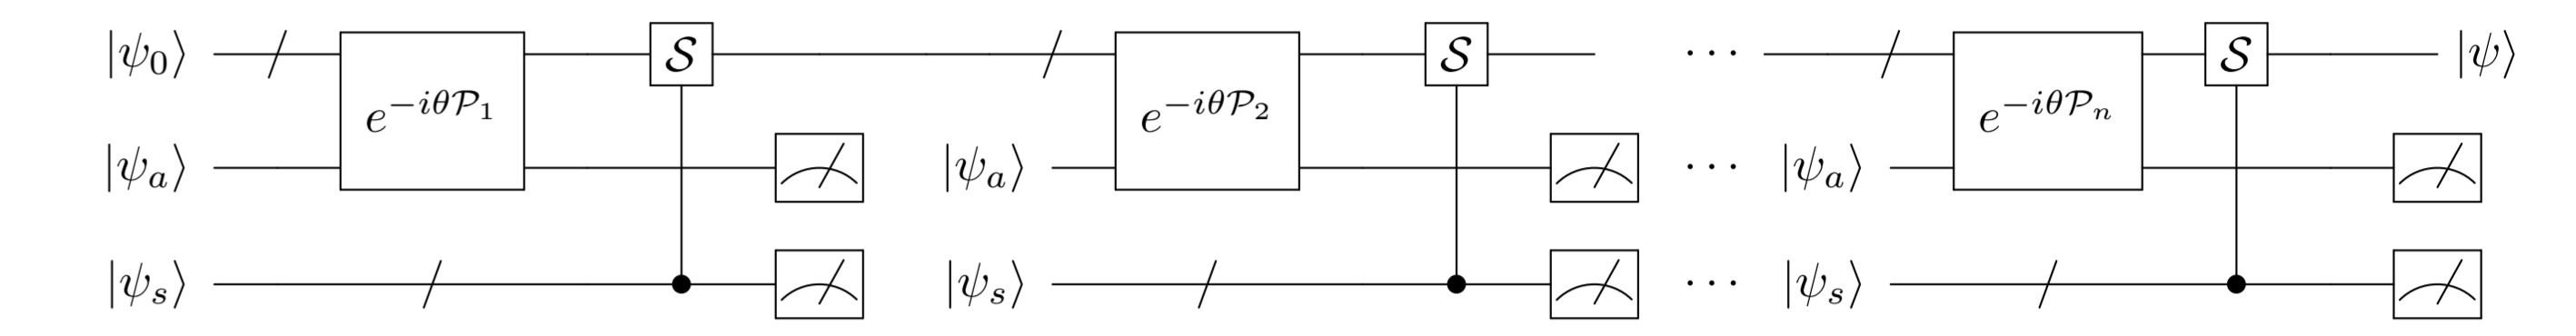 |ψ₀⟩ e^{−iθ𝒫₁} 𝒮 e^{−iθ𝒫₂} 𝒮 ··· e^{−iθ𝒫ₙ} 𝒮 |ψ⟩
|ψₐ⟩ |ψₐ⟩ ··· |ψₐ⟩
|ψₛ⟩ |ψₛ⟩ ··· |ψₛ⟩